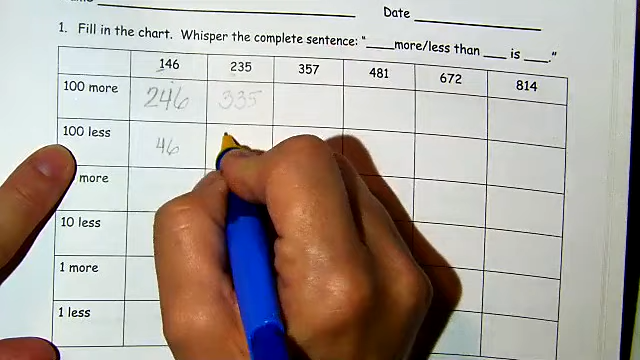 Date
1. Fill in the chart. Whisper the complete sentence: "____more/less than ___ is ___."
146 235 357 481 672 814
100 more 246 335
100 less 46
more
10 less
1 more
1 less